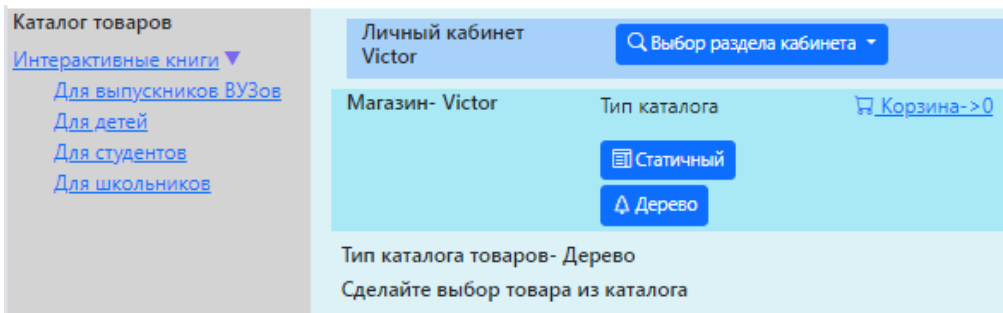 Каталог товаров
Интерактивные книги ▼
Для выпускников ВУЗов
Для детей
Для студентов
Для школьников
Личный кабинет
Victor
Выбор раздела кабинета
Магазин- Victor
Тип каталога
Корзина->0
Статичный
Дерево
Тип каталога товаров- Дерево
Сделайте выбор товара из каталога